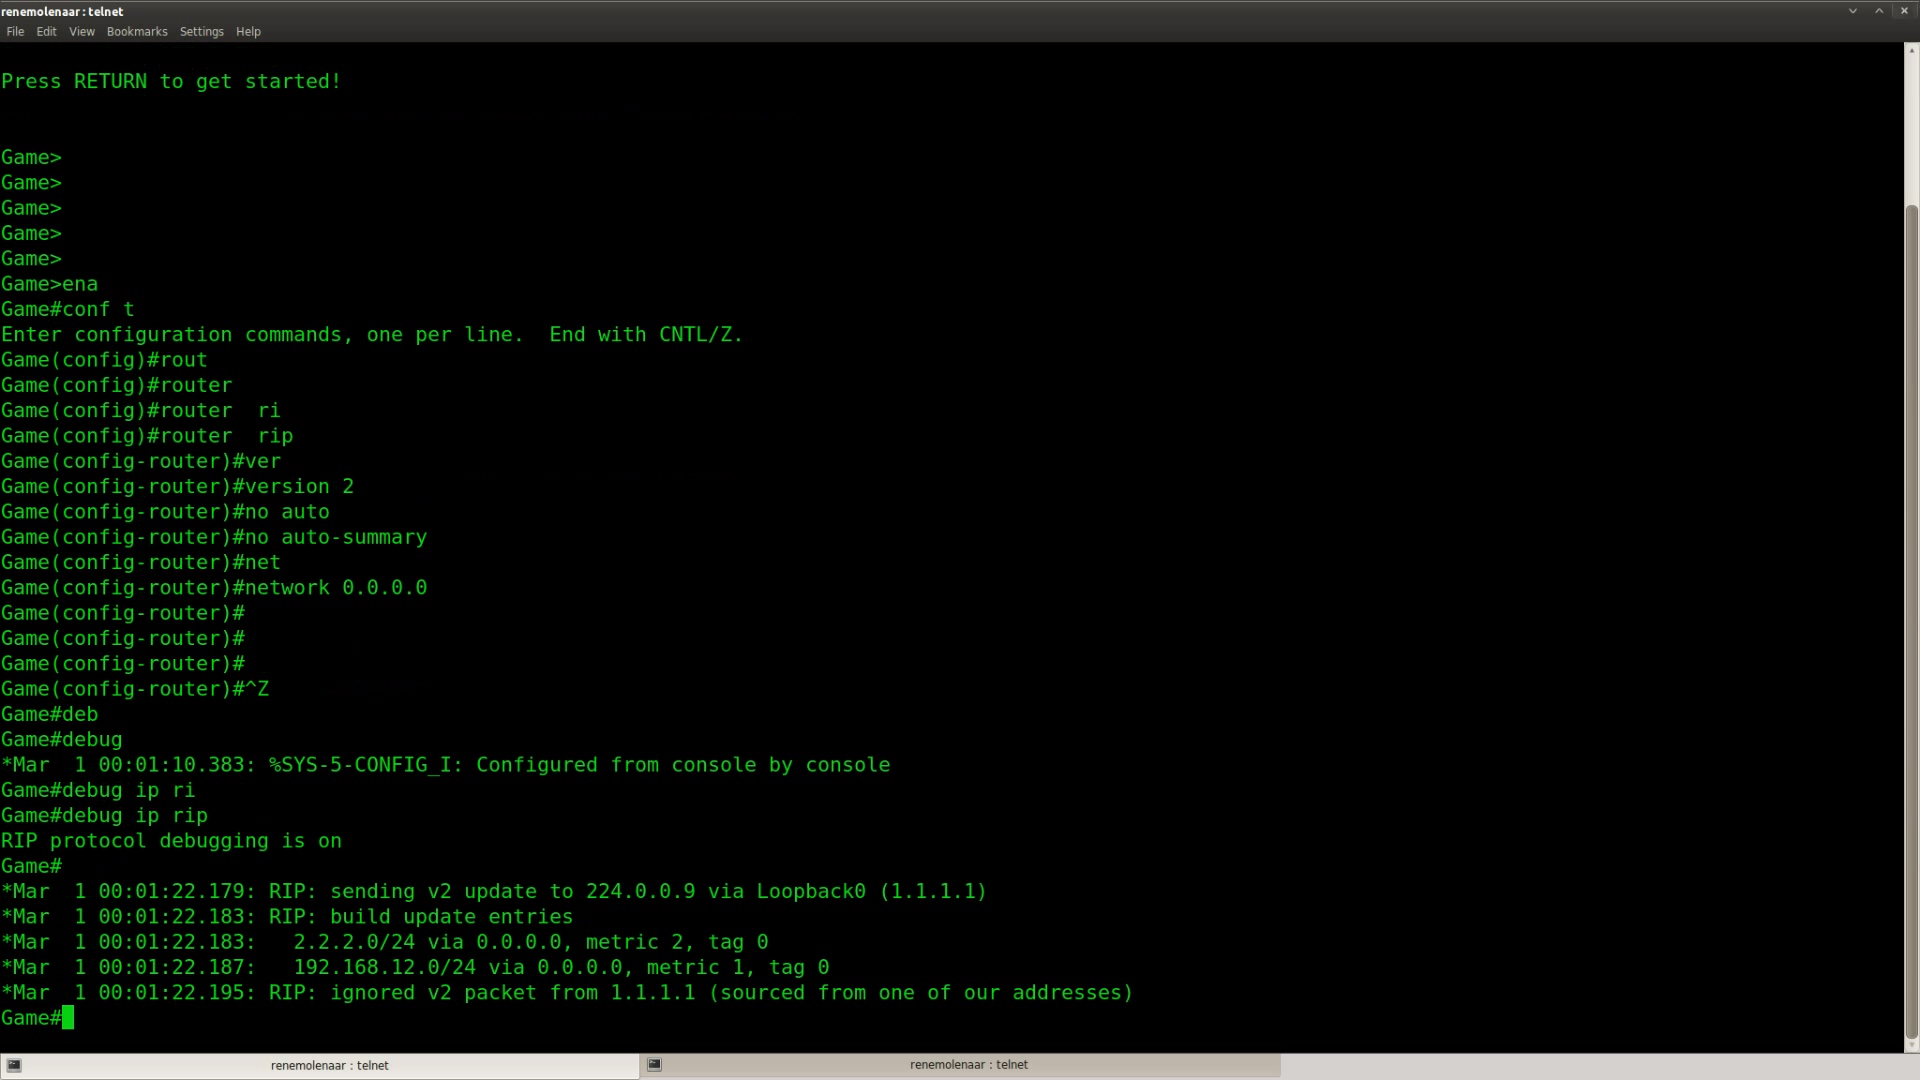 renemolenaar : telnet
File Edit View Bookmarks Settings Help
Press RETURN to get started!
Game>
Game>
Game>
Game>
Game>
Game>ena
Game#conf t
Enter configuration commands, one per line.  End with CNTL/Z.
Game(config)#rout
Game(config)#router
Game(config)#router  ri
Game(config)#router  rip
Game(config-router)#ver
Game(config-router)#version 2
Game(config-router)#no auto
Game(config-router)#no auto-summary
Game(config-router)#net
Game(config-router)#network 0.0.0.0
Game(config-router)#
Game(config-router)#
Game(config-router)#
Game(config-router)#^Z
Game#deb
Game#debug
*Mar  1 00:01:10.383: %SYS-5-CONFIG_I: Configured from console by console
Game#debug ip ri
Game#debug ip rip
RIP protocol debugging is on
Game#
*Mar  1 00:01:22.179: RIP: sending v2 update to 224.0.0.9 via Loopback0 (1.1.1.1)
*Mar  1 00:01:22.183: RIP: build update entries
*Mar  1 00:01:22.183:   2.2.2.0/24 via 0.0.0.0, metric 2, tag 0
*Mar  1 00:01:22.187:   192.168.12.0/24 via 0.0.0.0, metric 1, tag 0
*Mar  1 00:01:22.195: RIP: ignored v2 packet from 1.1.1.1 (sourced from one of our addresses)
Game#
renemolenaar : telnet
renemolenaar : telnet